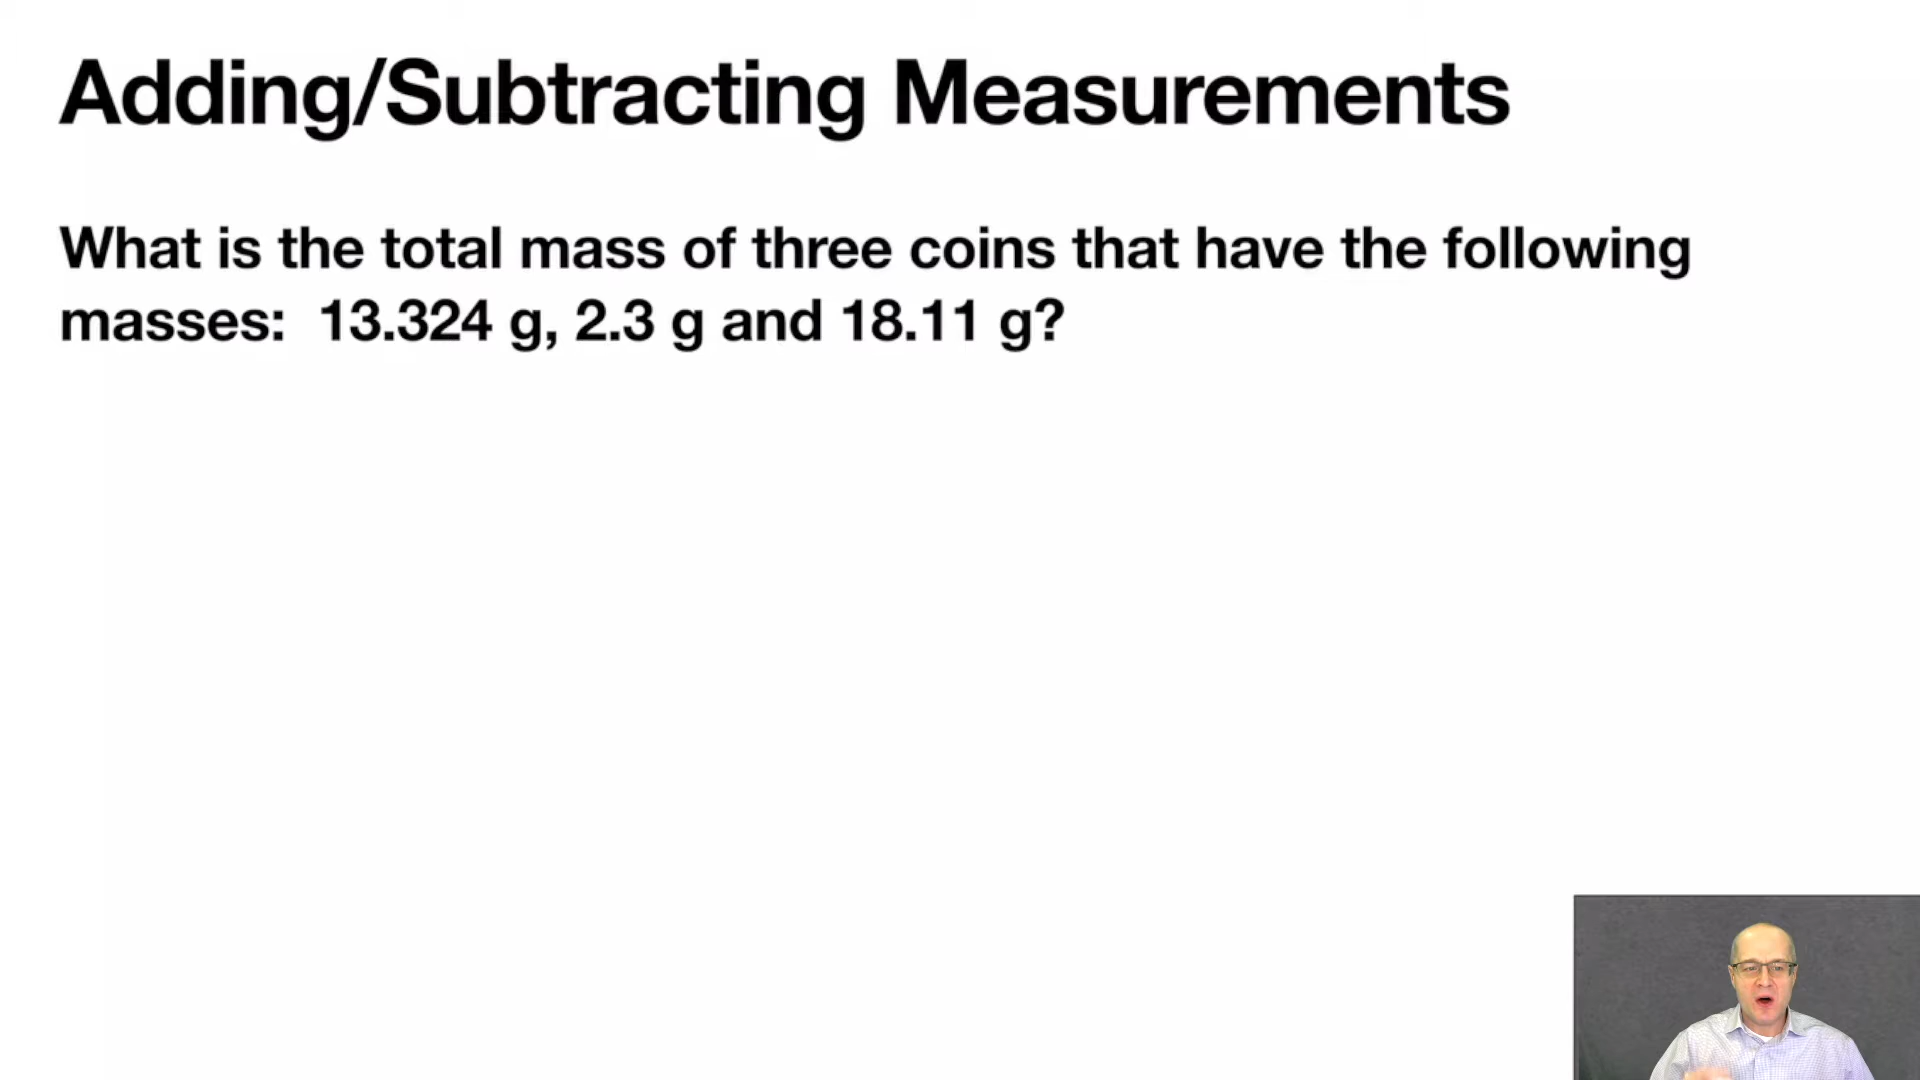 Adding/Subtracting Measurements
What is the total mass of three coins that have the following
masses:  13.324 g, 2.3 g and 18.11 g?